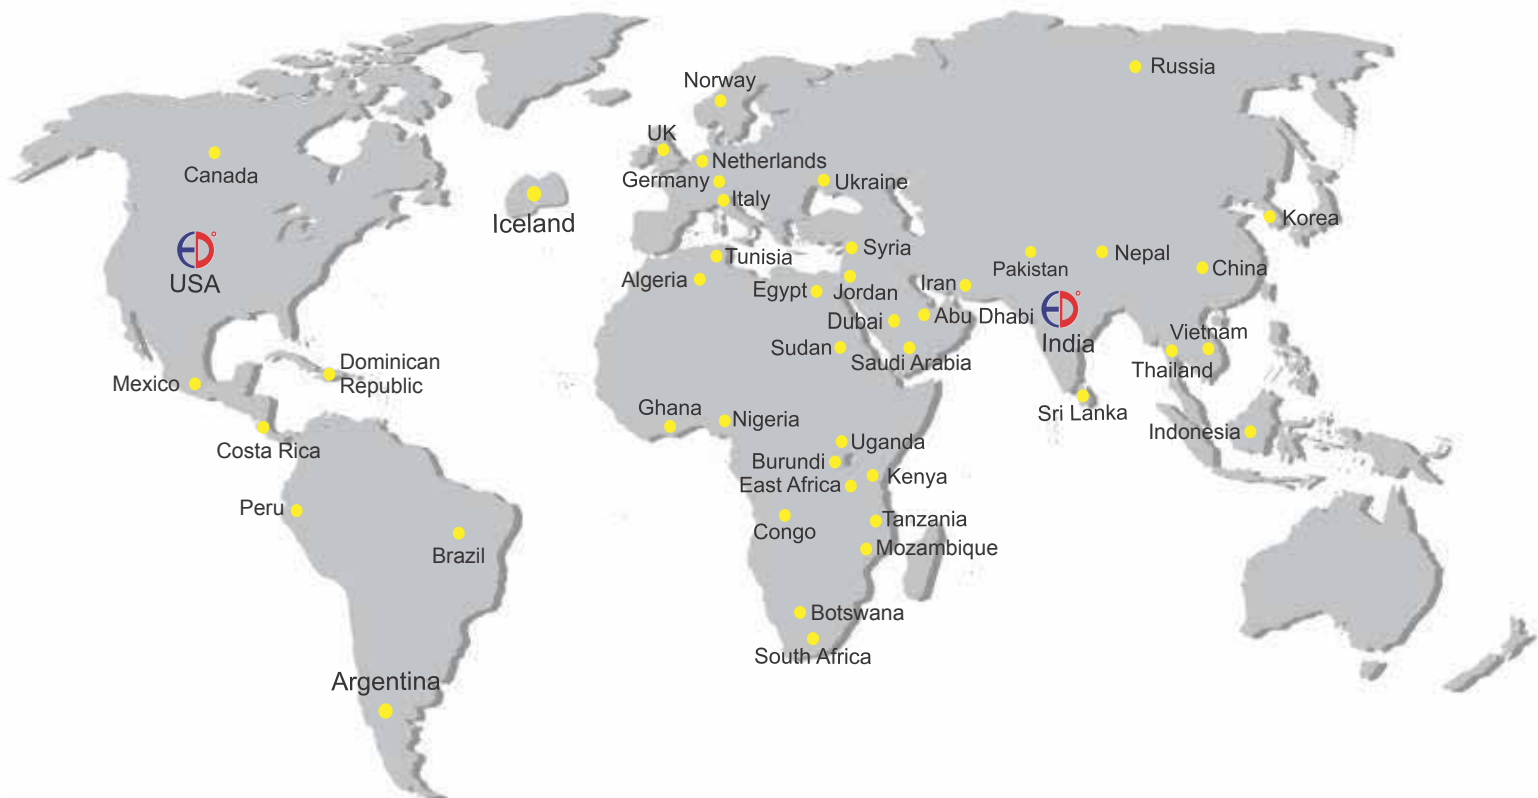 Russia
Norway
UK
Netherlands
Canada
Germany
Ukraine
Italy
Iceland
Korea
USA
Syria
Tunisia
Nepal
Pakistan
China
Algeria
Egypt
Jordan
Iran
Dubai
Abu Dhabi
India
Vietnam
Sudan
Saudi Arabia
Thailand
Dominican
Republic
Mexico
Sri Lanka
Ghana
Nigeria
Indonesia
Costa Rica
Uganda
Burundi
Kenya
East Africa
Peru
Tanzania
Congo
Brazil
Mozambique
Botswana
South Africa
Argentina